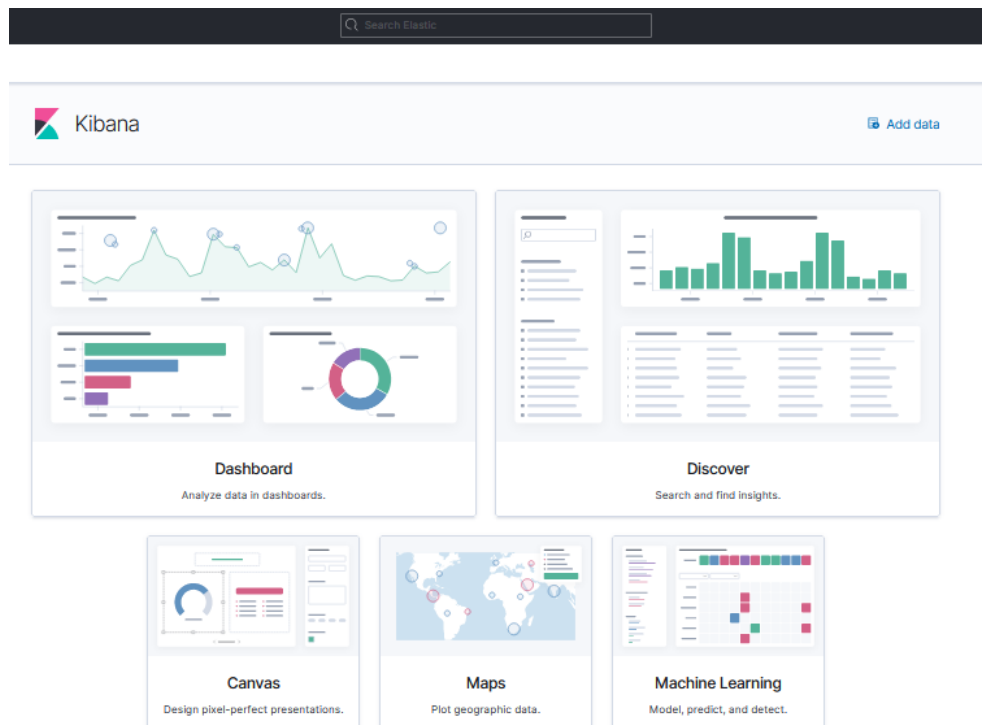 Search Elastic
Kibana
Add data
Dashboard
Analyze data in dashboards.
Discover
Search and find insights.
Canvas
Design pixel-perfect presentations.
Maps
Plot geographic data.
Machine Learning
Model, predict, and detect.